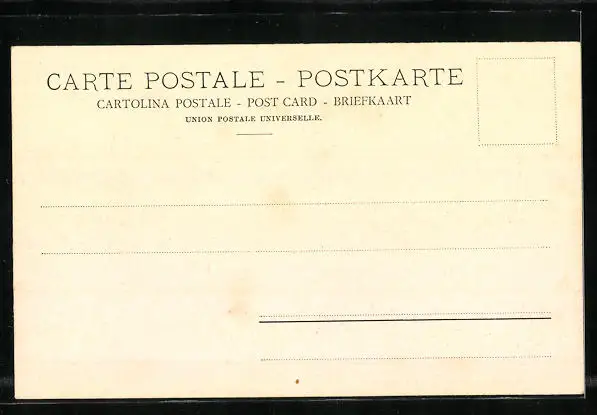 CARTE POSTALE - POSTKARTE
CARTOLINA POSTALE - POST CARD - BRIEFKAART
UNION POSTALE UNIVERSELLE.